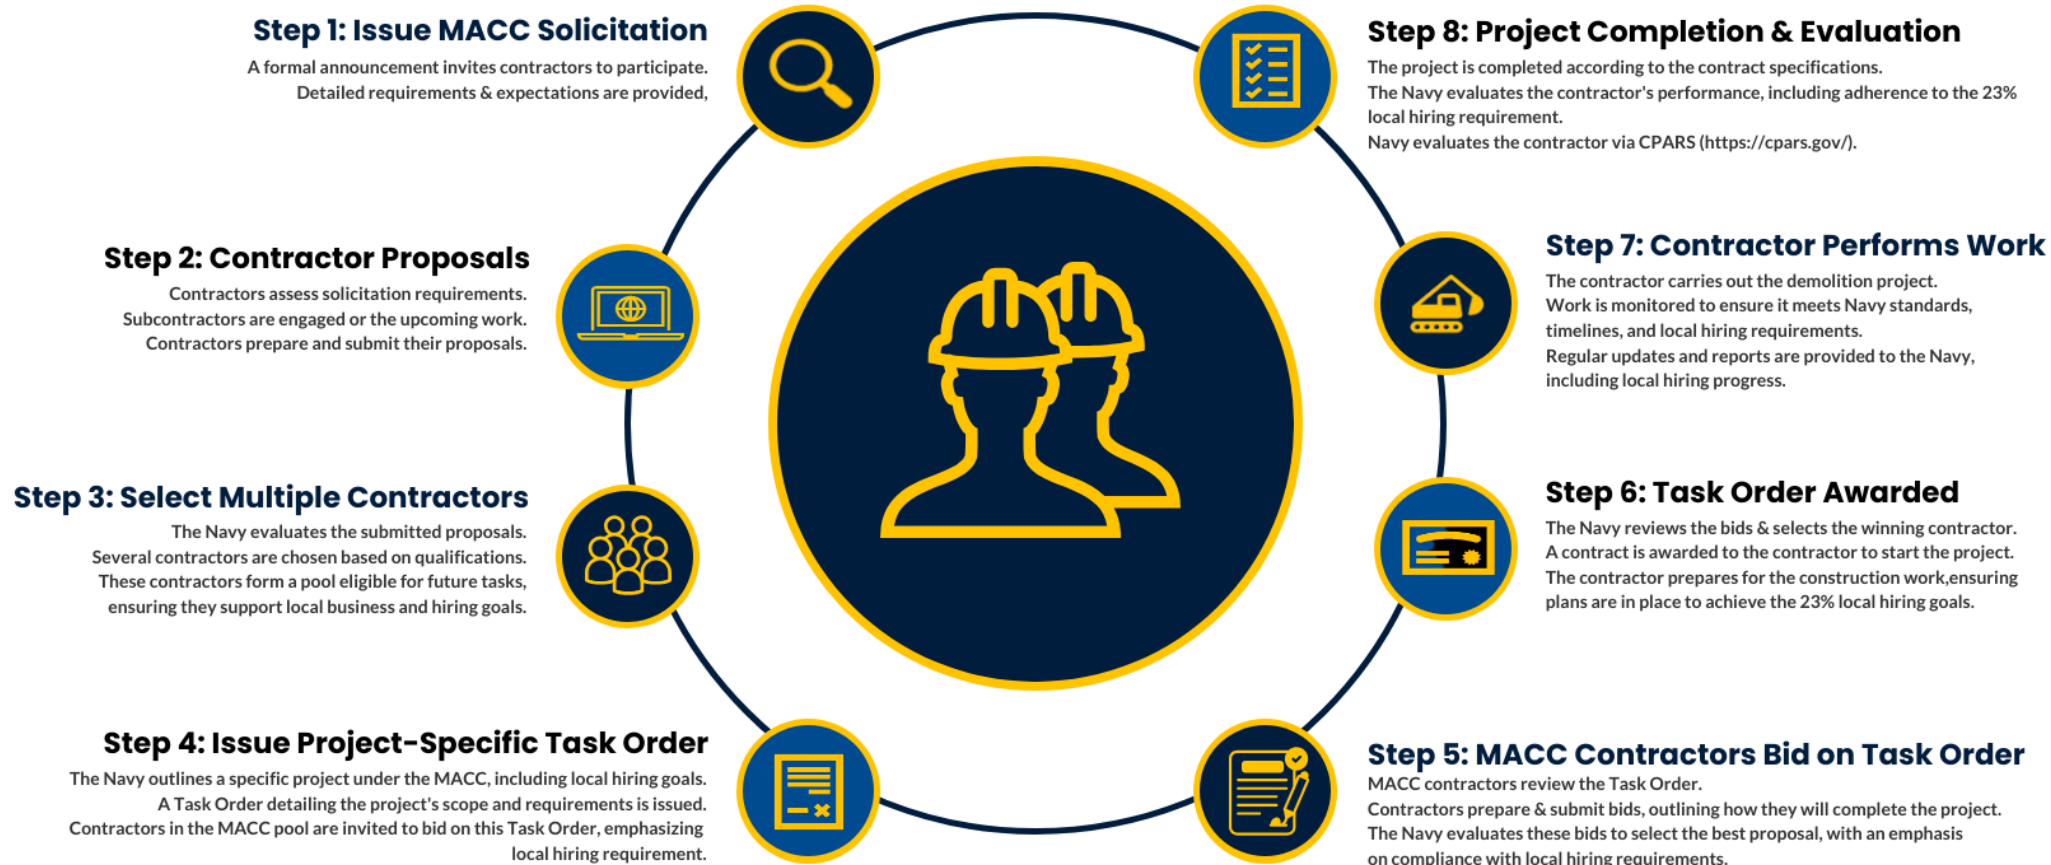 Step 1: Issue MACC Solicitation
A formal announcement invites contractors to participate.
Detailed requirements & expectations are provided,
Step 2: Contractor Proposals
Contractors assess solicitation requirements.
Subcontractors are engaged or the upcoming work.
Contractors prepare and submit their proposals.
Step 3: Select Multiple Contractors
The Navy evaluates the submitted proposals.
Several contractors are chosen based on qualifications.
These contractors form a pool eligible for future tasks,
ensuring they support local business and hiring goals.
Step 4: Issue Project-Specific Task Order
The Navy outlines a specific project under the MACC, including local hiring goals.
A Task Order detailing the project's scope and requirements is issued.
Contractors in the MACC pool are invited to bid on this Task Order, emphasizing
local hiring requirement.
Step 5: MACC Contractors Bid on Task Order
MACC contractors review the Task Order.
Contractors prepare & submit bids, outlining how they will complete the project.
The Navy evaluates these bids to select the best proposal, with an emphasis
on compliance with local hiring requirements.
Step 6: Task Order Awarded
The Navy reviews the bids & selects the winning contractor.
A contract is awarded to the contractor to start the project.
The contractor prepares for the construction work,ensuring
plans are in place to achieve the 23% local hiring goals.
Step 7: Contractor Performs Work
The contractor carries out the demolition project.
Work is monitored to ensure it meets Navy standards,
timelines, and local hiring requirements.
Regular updates and reports are provided to the Navy,
including local hiring progress.
Step 8: Project Completion & Evaluation
The project is completed according to the contract specifications.
The Navy evaluates the contractor's performance, including adherence to the 23%
local hiring requirement.
Navy evaluates the contractor via CPARS (https://cpars.gov/).